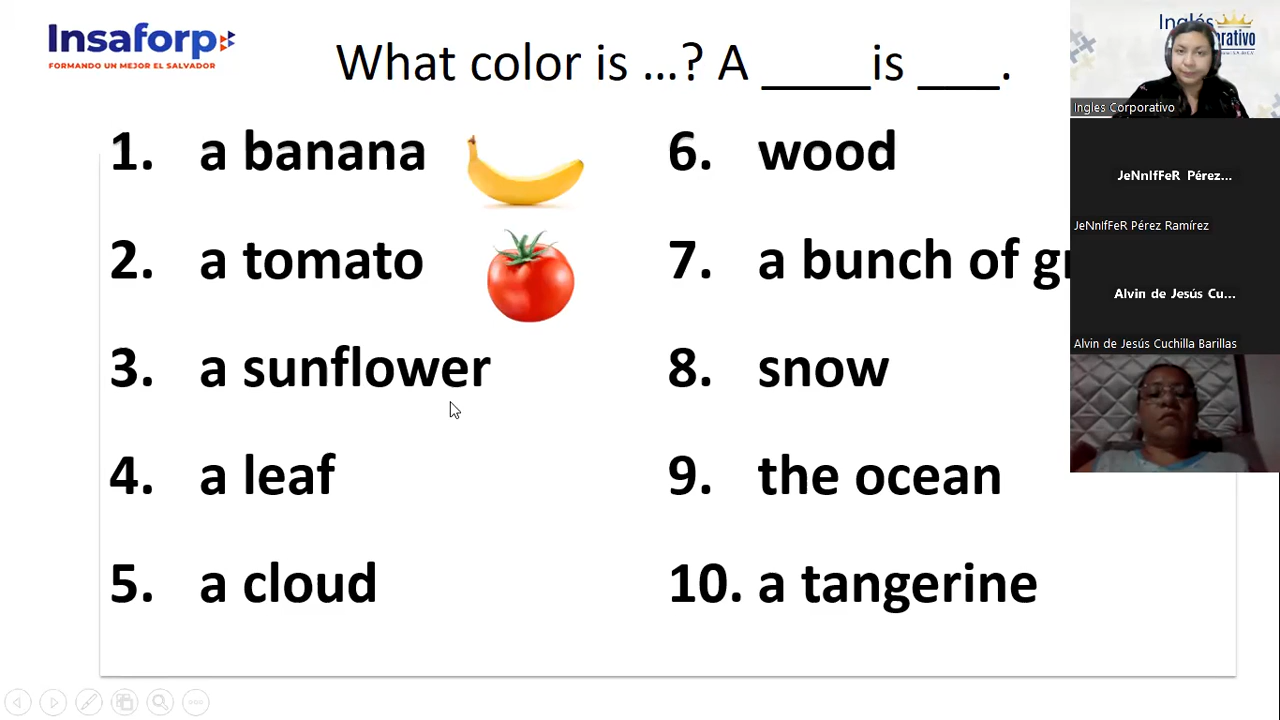 Insaforp
FORMANDO UN MEJOR EL SALVADOR
What color is ...? A ____is ___.
1. a banana
2. a tomato
3. a sunflower
4. a leaf
5. a cloud
6. wood
7. a bunch of
8. snow
9. the ocean
10. a tangerine
Inglés
Ingles Corporativo
JeNnIfFeR Pérez...
JeNnIfFeR Pérez Ramírez
Alvin de Jesús Cu...
Alvin de Jesús Cuchilla Barillas